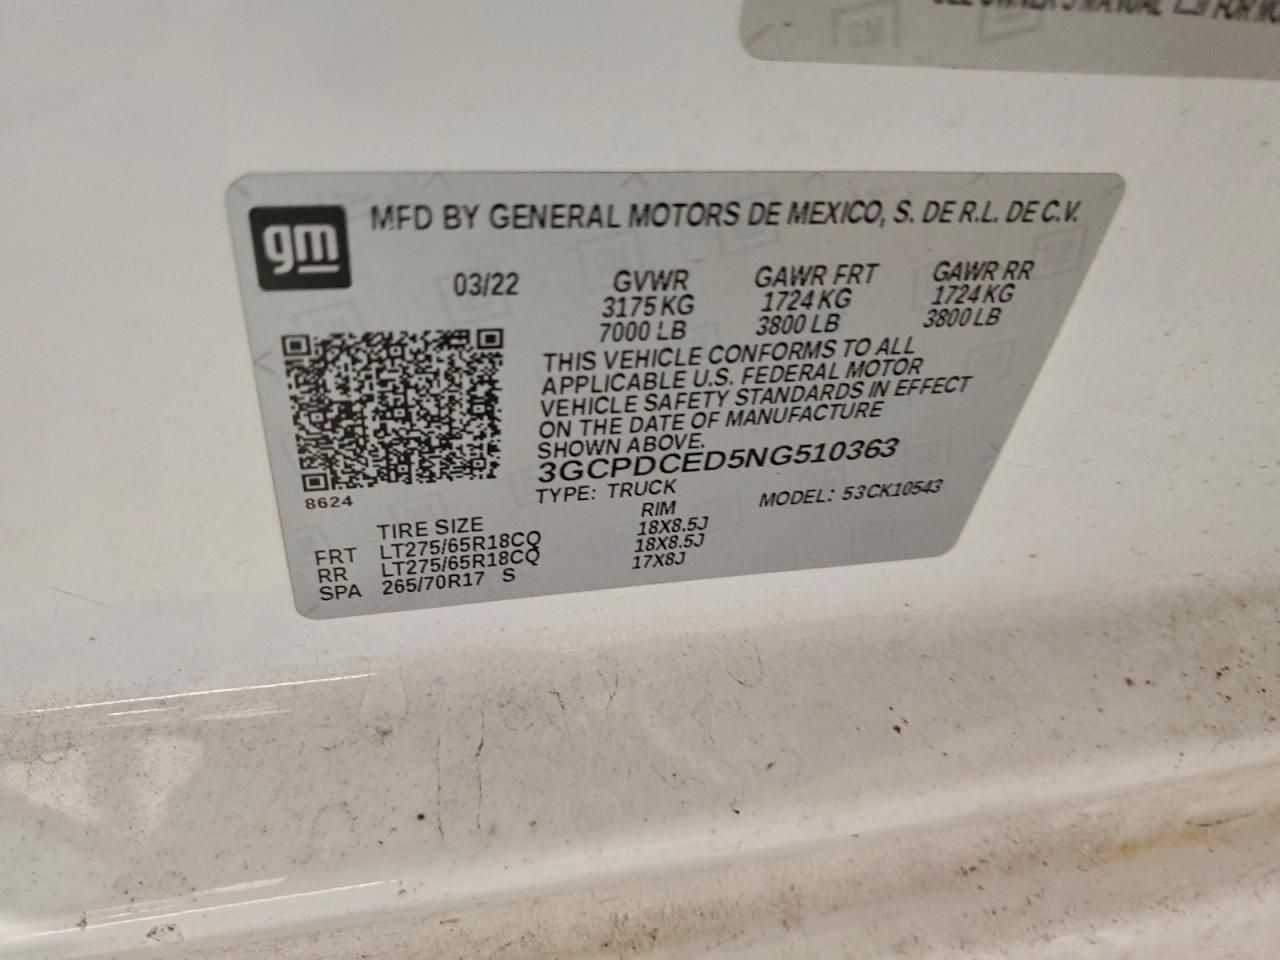 gm
MFD BY GENERAL MOTORS DE MEXICO, S. DE R.L. DE C.V.
03/22 GVWR GAWR FRT GAWR RR
3175 KG 1724 KG 1724 KG
7000 LB 3800 LB 3800 LB
THIS VEHICLE CONFORMS TO ALL
APPLICABLE U.S. FEDERAL MOTOR
VEHICLE SAFETY STANDARDS IN EFFECT
ON THE DATE OF MANUFACTURE
SHOWN ABOVE.
3GCPDCED5NG510363
8624
TYPE: TRUCK MODEL: 53CK10543
TIRE SIZE RIM
FRT LT275/65R18CQ 18X8.5J
RR LT275/65R18CQ 18X8.5J
SPA 265/70R17 S 17X8J